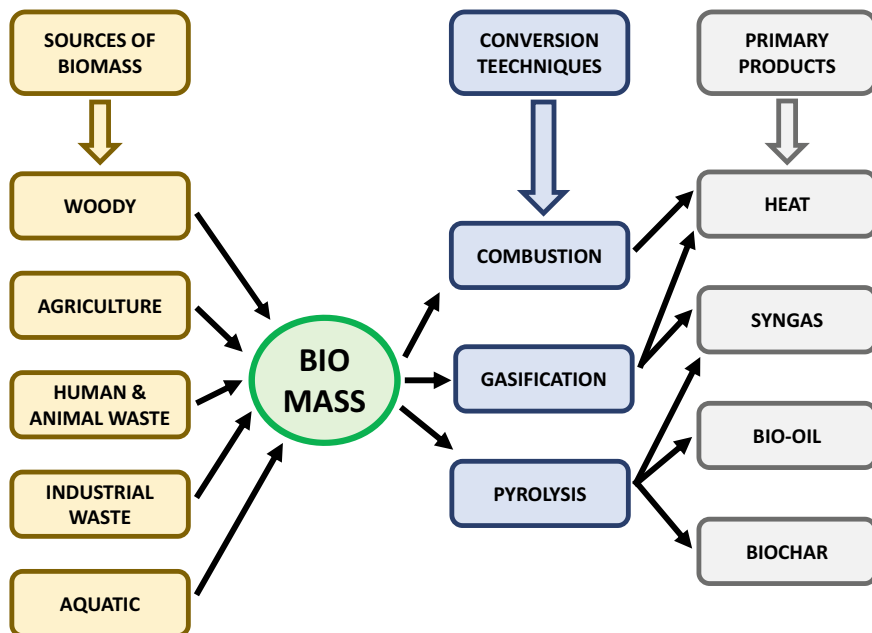 SOURCES OF
BIOMASS
WOODY
AGRICULTURE
HUMAN &
ANIMAL WASTE
INDUSTRIAL
WASTE
AQUATIC
BIO
MASS
CONVERSION
TEECHNIQUES
COMBUSTION
GASIFICATION
PYROLYSIS
PRIMARY
PRODUCTS
HEAT
SYNGAS
BIO-OIL
BIOCHAR